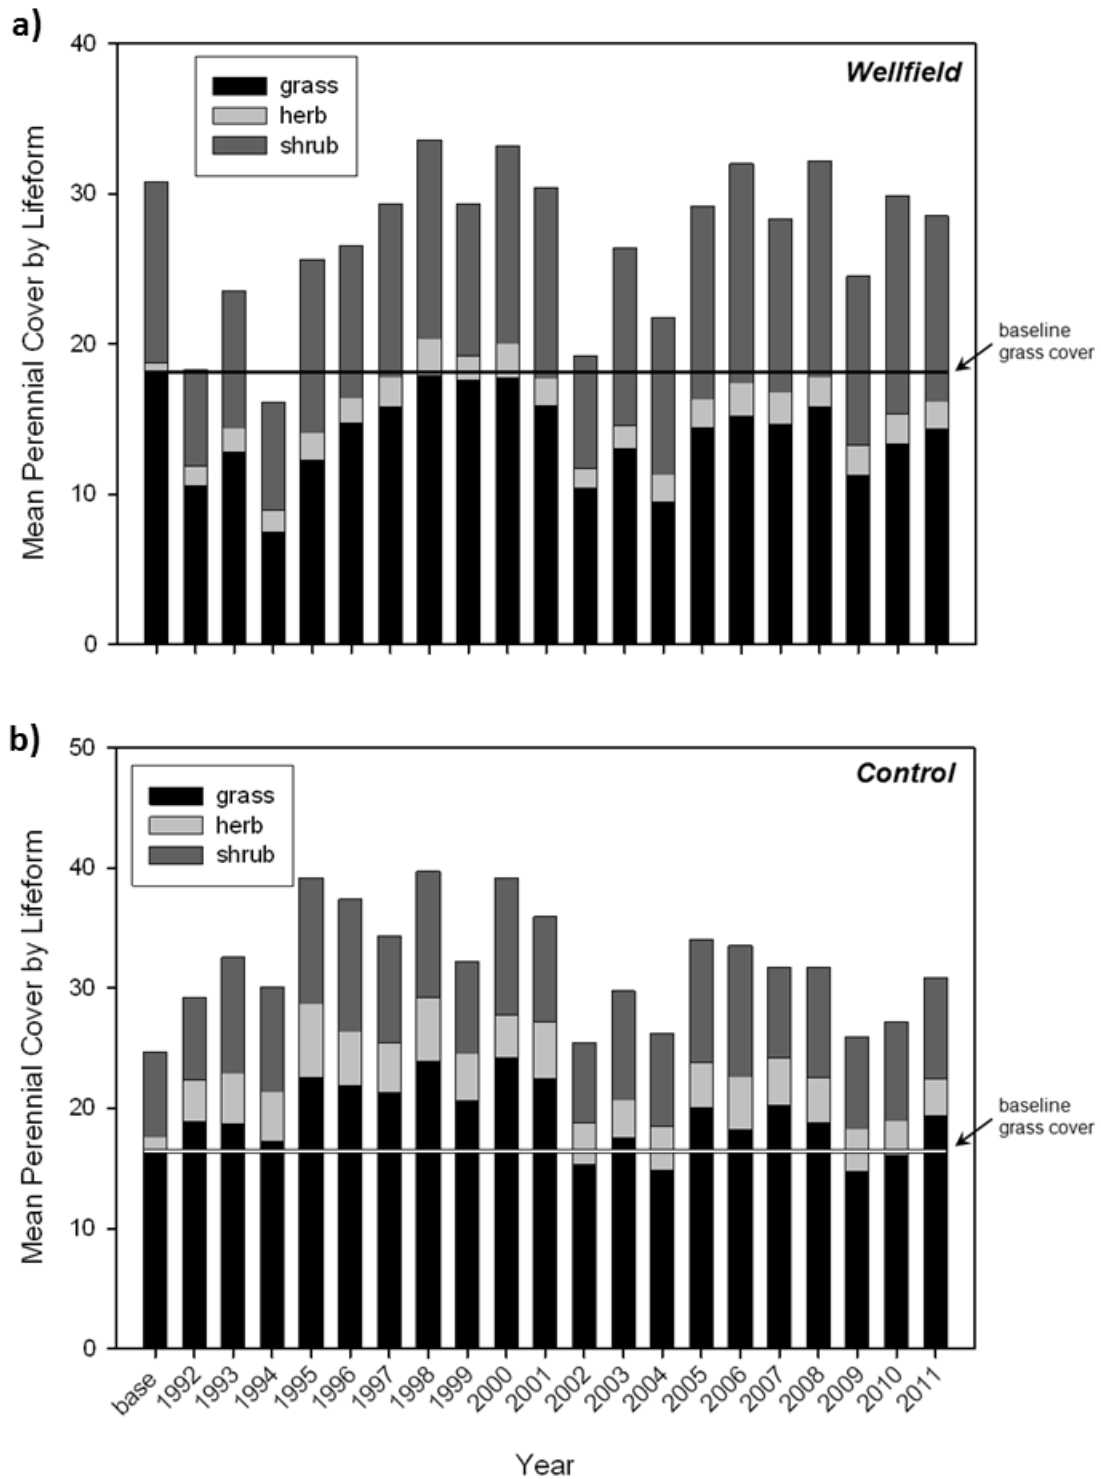 a)
40
30
20
10
0
Mean Perennial Cover by Lifeform
grass
herb
shrub
Wellfield
baseline
grass cover
b)
50
40
30
20
10
0
Mean Perennial Cover by Lifeform
grass
herb
shrub
Control
baseline
grass cover
base
1992
1993
1994
1995
1996
1997
1998
1999
2000
2001
2002
2003
2004
2005
2006
2007
2008
2009
2010
2011
Year